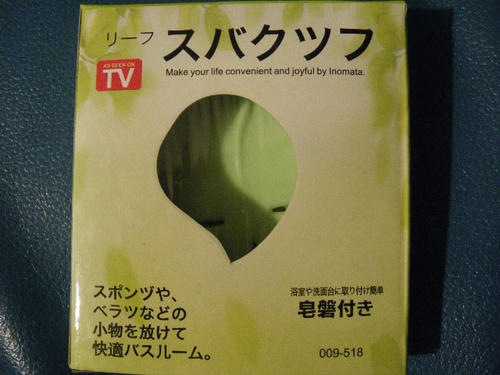 リーフ スバクツフ
AS SEEN ON
TV
Make your life convenient and joyful by Inomata.
スポンヅや、
ベラツなどの
小物を放けて
快適バスルーム。
浴室や洗面台に取り付け簡単
皂磐付き
009-518